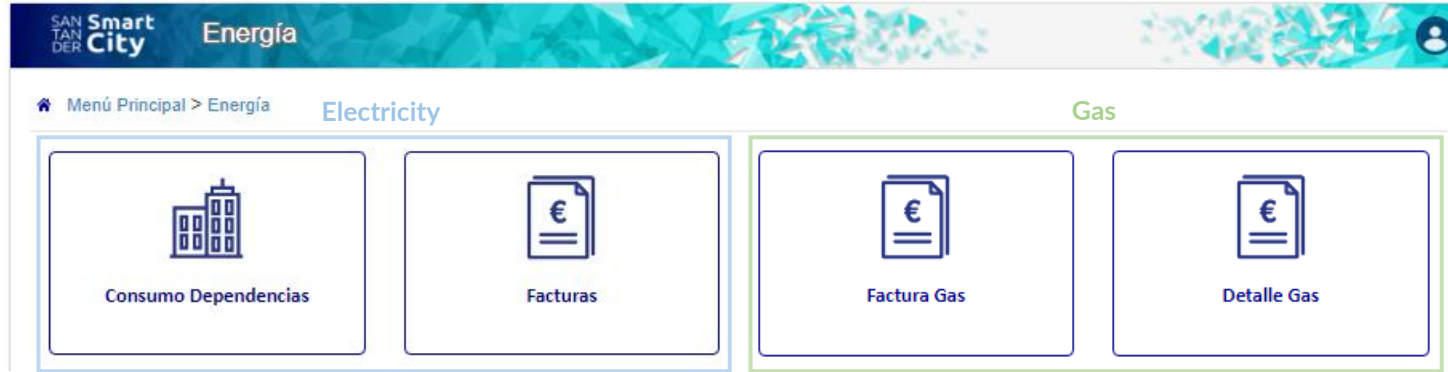 SAN Smart
TAN City
DER
Energía
Menú Principal > Energía
Electricity
Gas
€
€
€
Consumo Dependencias
Facturas
Factura Gas
Detalle Gas